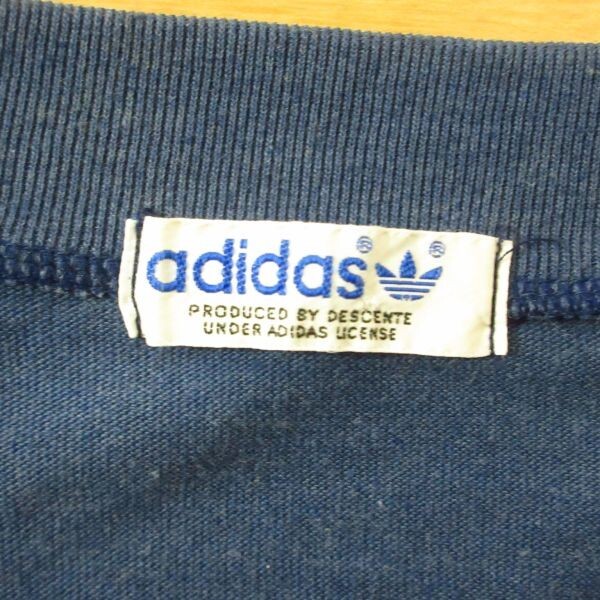 adidas® ®
PRODUCED BY DESCENTE
UNDER ADIDAS LICENSE